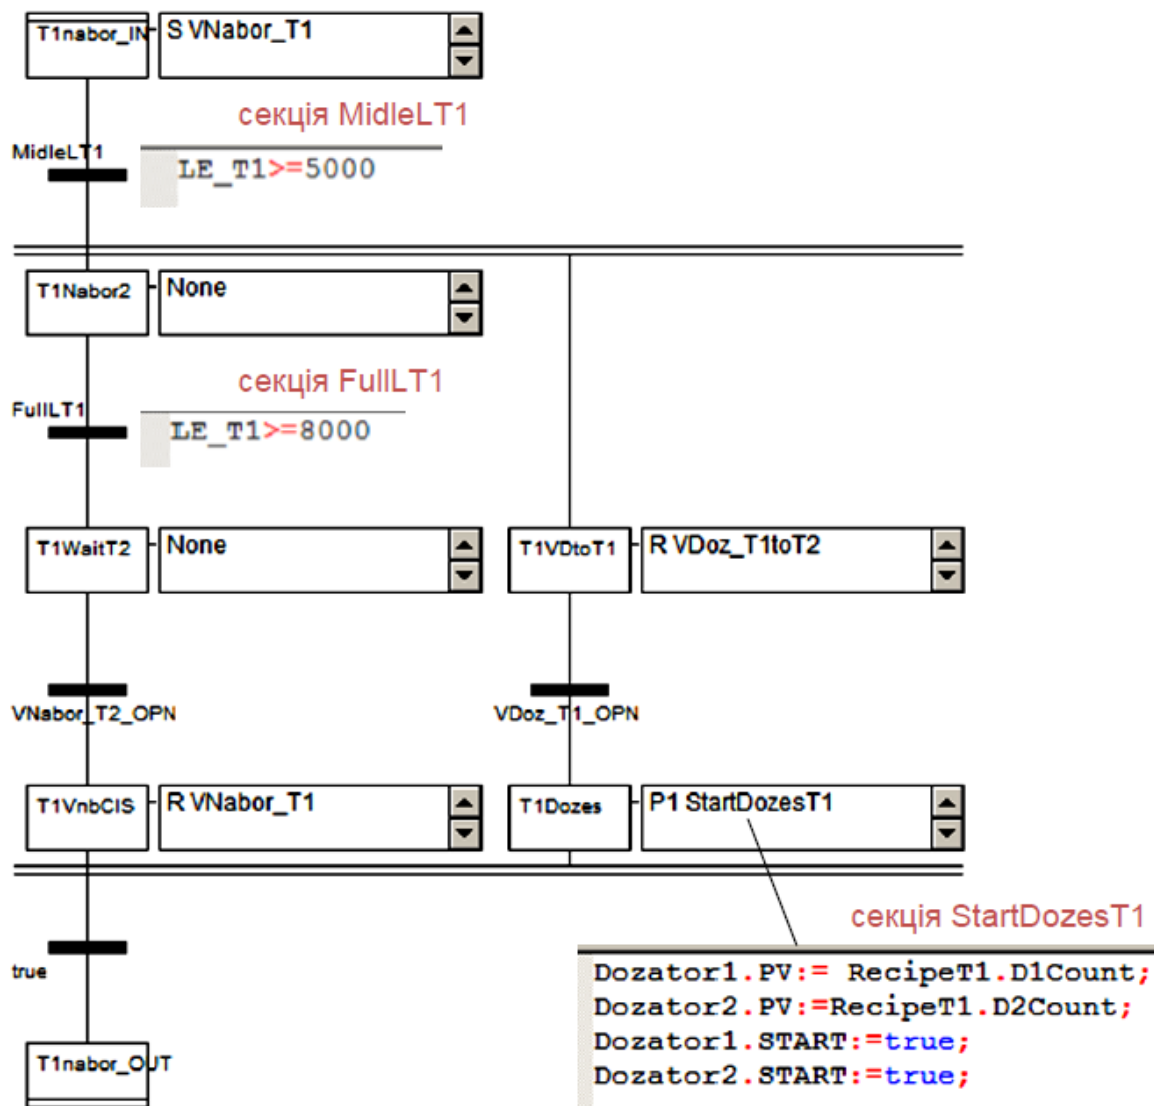 T1nabor_IN
S VNabor_T1
секція MidleLT1
MidleLT1
LE_T1>=5000
T1Nabor2
None
секція FullLT1
FullLT1
LE_T1>=8000
T1WaitT2
None
T1VDtoT1
R VDoz_T1toT2
VNabor_T2_OPN
VDoz_T1_OPN
T1VnbClS
R VNabor_T1
T1Dozes
P1 StartDozesT1
секція StartDozesT1
true
Dozator1.PV:= RecipeT1.D1Count;
Dozator2.PV:=RecipeT1.D2Count;
Dozator1.START:=true;
Dozator2.START:=true;
T1nabor_OUT